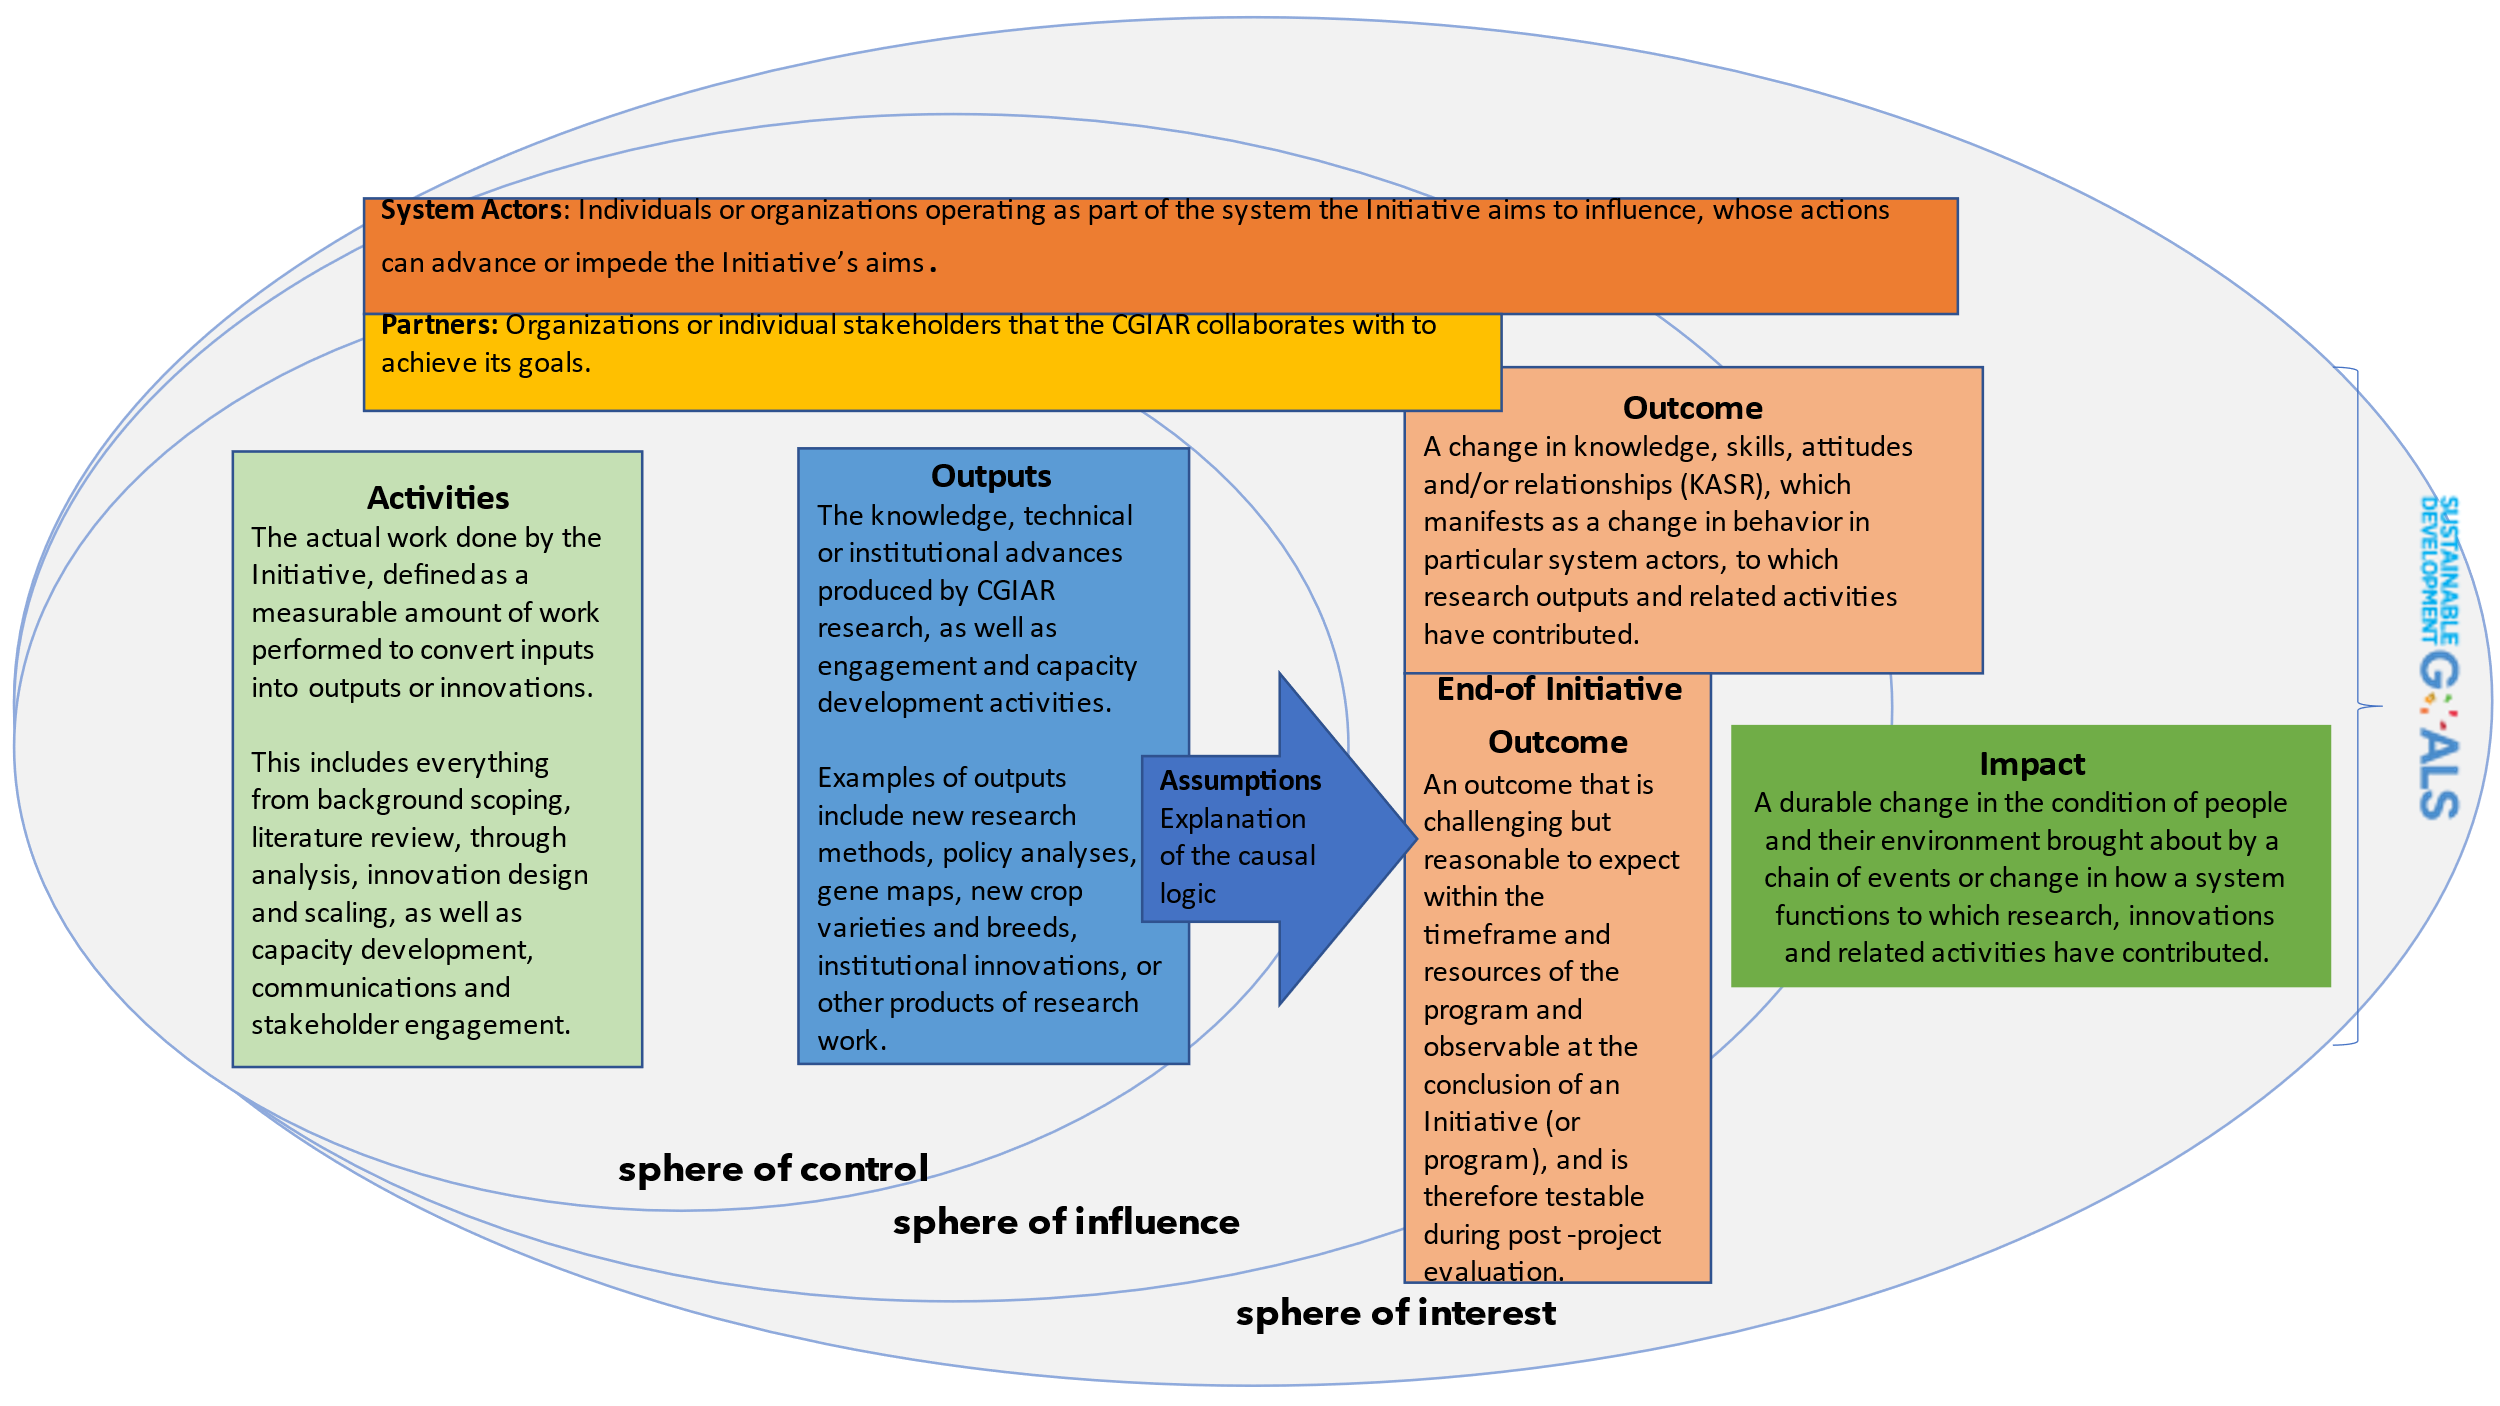 System Actors: Individuals or organizations operating as part of the system the Initiative aims to influence, whose actions
can advance or impede the Initiative’s aims.
Partners: Organizations or individual stakeholders that the CGIAR collaborates with to
achieve its goals.
Activities
The actual work done by the
Initiative, defined as a
measurable amount of work
performed to convert inputs
into outputs or innovations.
This includes everything
from background scoping,
literature review, through
analysis, innovation design
and scaling, as well as
capacity development,
communications and
stakeholder engagement.
Outputs
The knowledge, technical
or institutional advances
produced by CGIAR
research, as well as
engagement and capacity
development activities.
Examples of outputs
include new research
methods, policy analyses,
gene maps, new crop
varieties and breeds,
institutional innovations, or
other products of research
work.
Assumptions
Explanation
of the causal
logic
Outcome
A change in knowledge, skills, attitudes
and/or relationships (KASR), which
manifests as a change in behavior in
particular system actors, to which
research outputs and related activities
have contributed.
End-of Initiative
Outcome
An outcome that is
challenging but
reasonable to expect
within the
timeframe and
resources of the
program and
observable at the
conclusion of an
Initiative (or
program), and is
therefore testable
during post -project
evaluation.
Impact
A durable change in the condition of people
and their environment brought about by a
chain of events or change in how a system
functions to which research, innovations
and related activities have contributed.
SUSTAINABLE
DEVELOPMENT
GOALS
sphere of control
sphere of influence
sphere of interest